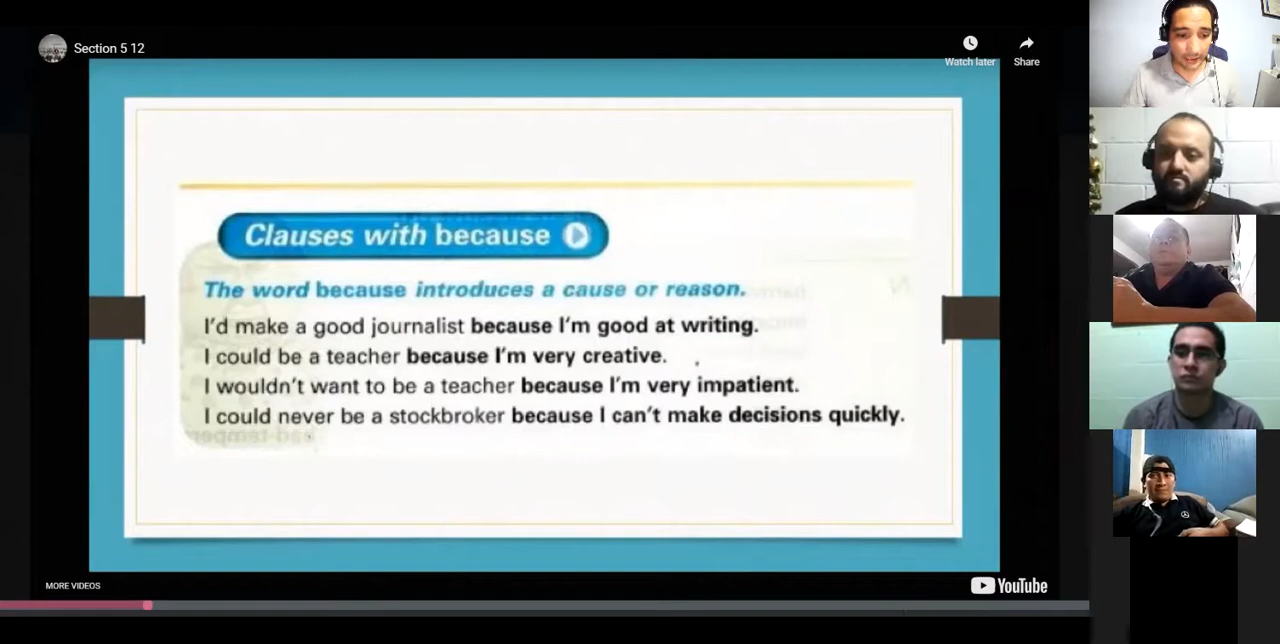 Section 5 12
Watch later
Share
Clauses with because
The word because introduces a cause or reason.
I'd make a good journalist because I'm good at writing.
I could be a teacher because I'm very creative.
I wouldn't want to be a teacher because I'm very impatient.
I could never be a stockbroker because I can't make decisions quickly.
MORE VIDEOS
YouTube